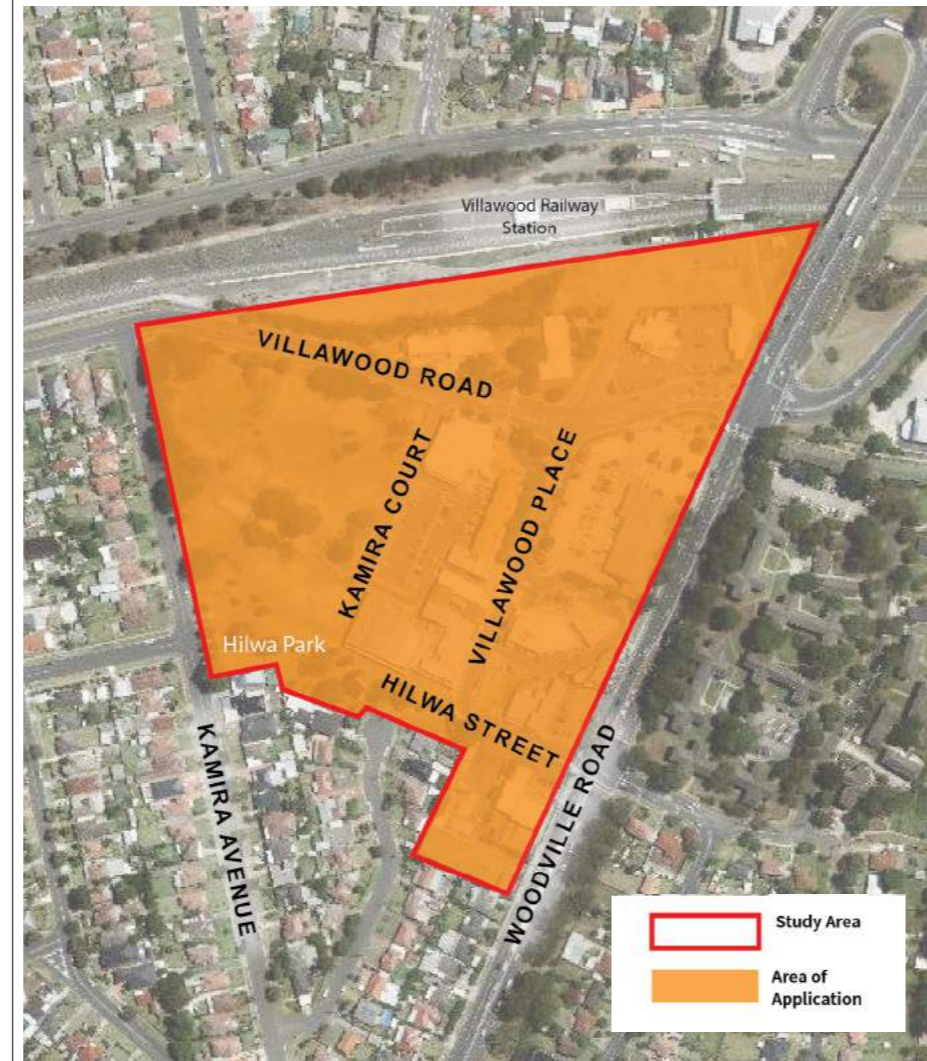 Villawood Railway
Station
VILLAWOOD ROAD
KAMIRA COURT
VILLAWOOD PLACE
Hilwa Park
HILWA STREET
KAMIRA AVENUE
WOODVILLE ROAD
Study Area
Area of
Application